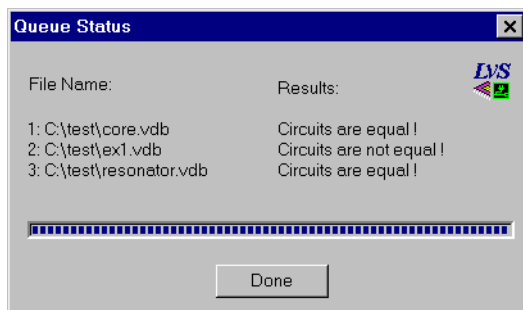 Queue Status
LVS
File Name: Results:
1: C:\test\core.vdb Circuits are equal !
2: C:\test\ex1.vdb Circuits are not equal !
3: C:\test\resonator.vdb Circuits are equal !
Done